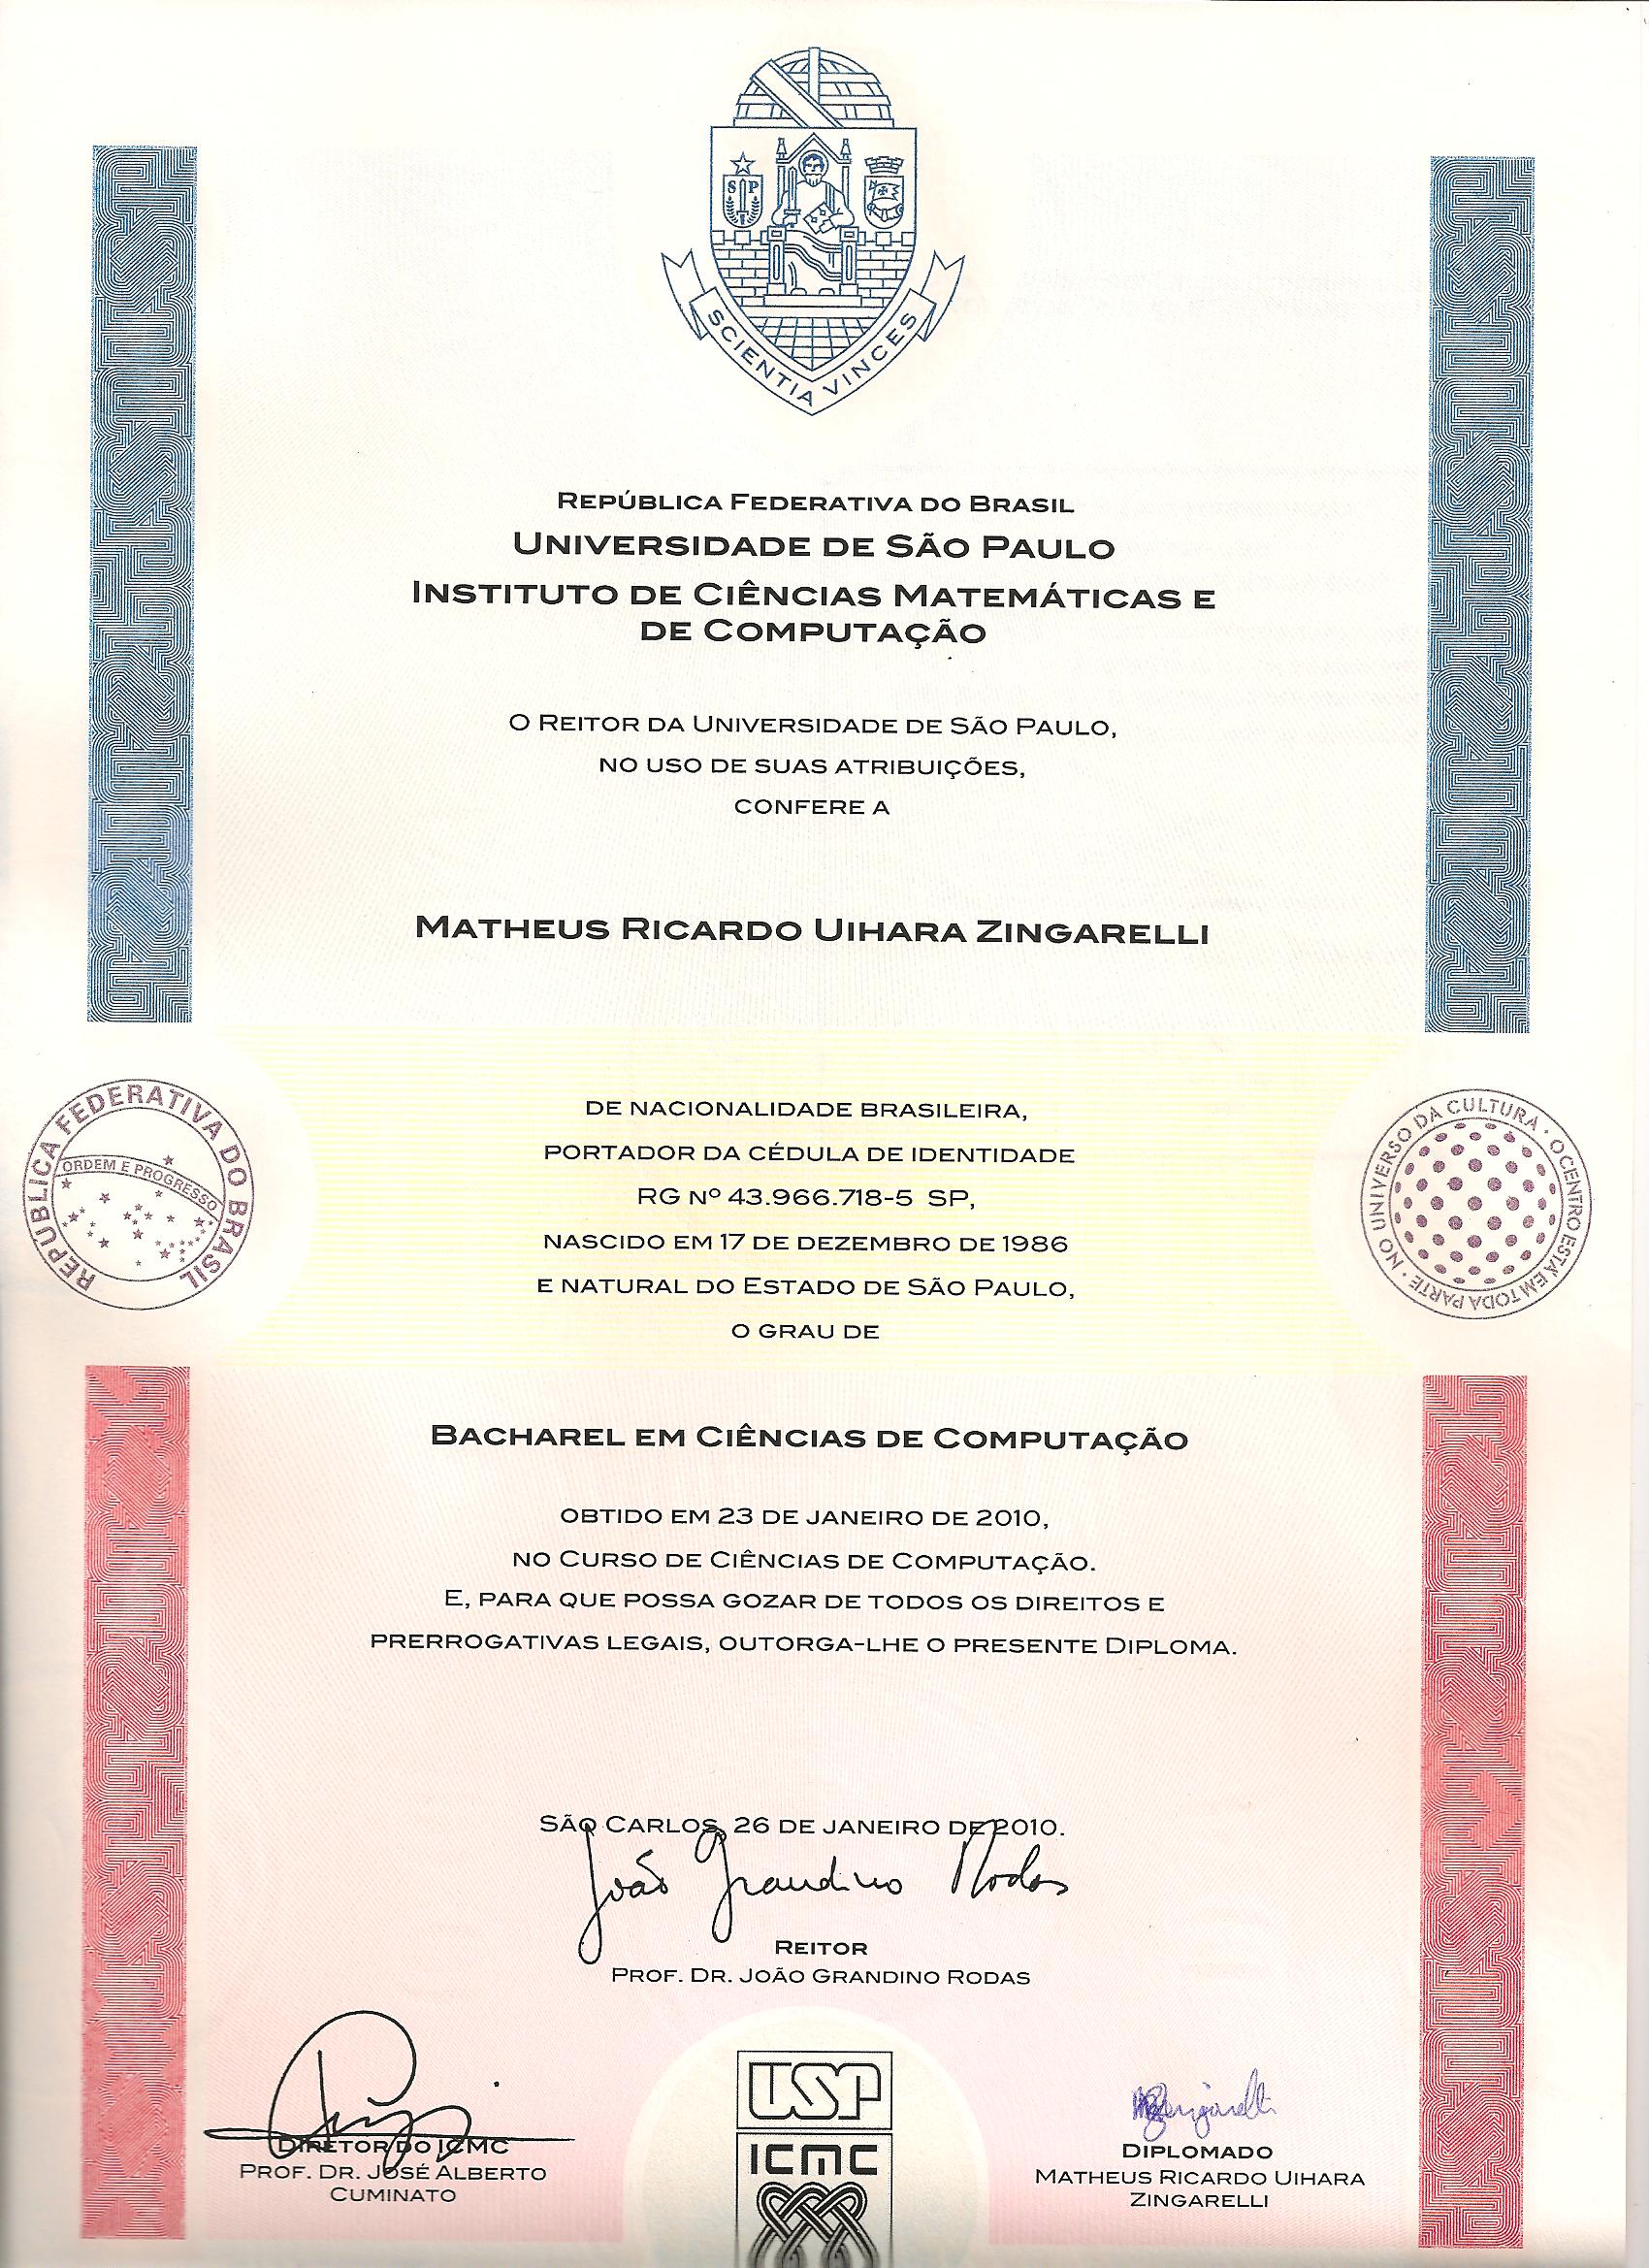 S P
SCIENTIA VINCES
REPÚBLICA FEDERATIVA DO BRASIL
UNIVERSIDADE DE SÃO PAULO
INSTITUTO DE CIÊNCIAS MATEMÁTICAS E
DE COMPUTAÇÃO
O REITOR DA UNIVERSIDADE DE SÃO PAULO,
NO USO DE SUAS ATRIBUIÇÕES,
CONFERE A
MATHEUS RICARDO UIHARA ZINGARELLI
REPUBLICA FEDERATIVA DO BRASIL
ORDEM E PROGRESSO
NO UNIVERSO DA CULTURA · O CENTRO ESTA EM TODA PARTE ·
DE NACIONALIDADE BRASILEIRA,
PORTADOR DA CÉDULA DE IDENTIDADE
RG Nº 43.966.718-5 SP,
NASCIDO EM 17 DE DEZEMBRO DE 1986
E NATURAL DO ESTADO DE SÃO PAULO,
O GRAU DE
BACHAREL EM CIÊNCIAS DE COMPUTAÇÃO
OBTIDO EM 23 DE JANEIRO DE 2010,
NO CURSO DE CIÊNCIAS DE COMPUTAÇÃO.
E, PARA QUE POSSA GOZAR DE TODOS OS DIREITOS E
PRERROGATIVAS LEGAIS, OUTORGA-LHE O PRESENTE DIPLOMA.
SÃO CARLOS, 26 DE JANEIRO DE 2010.
João Grandino Rodas
REITOR
PROF. DR. JOÃO GRANDINO RODAS
DIRETOR DO ICMC
PROF. DR. JOSÉ ALBERTO
CUMINATO
USP
ICMC
DIPLOMADO
MATHEUS RICARDO UIHARA
ZINGARELLI